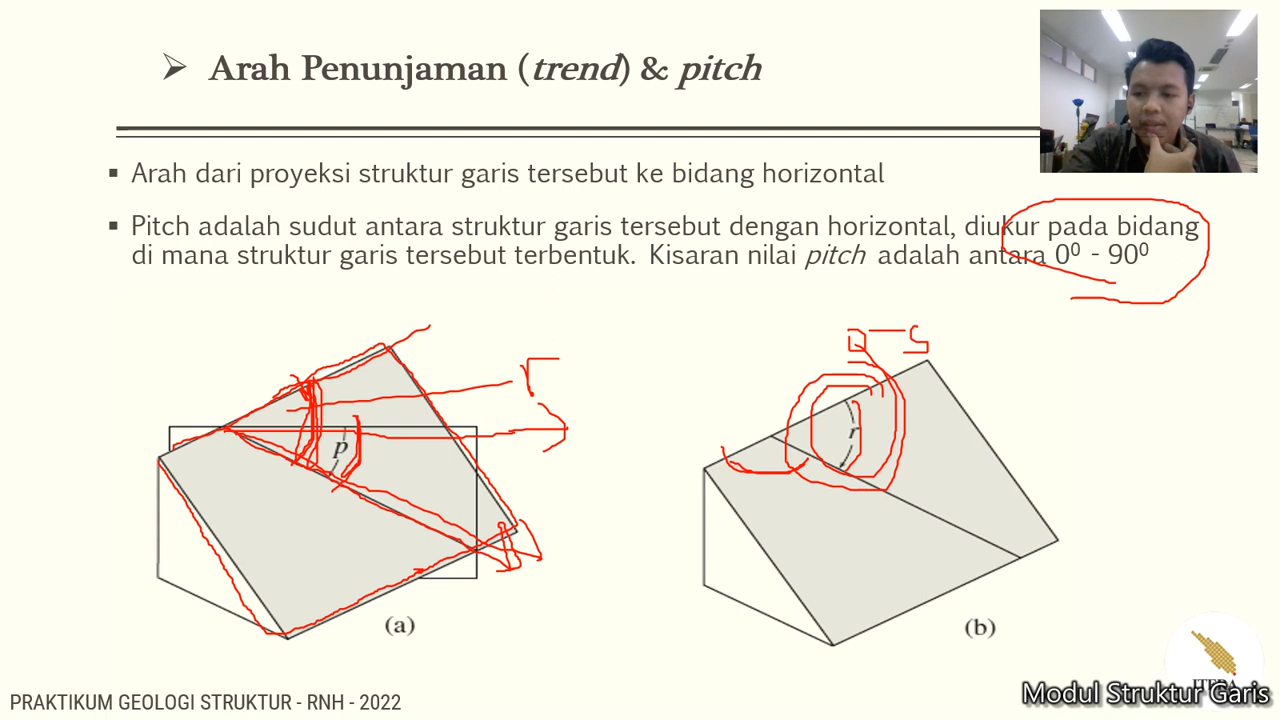 Arah Penunjaman (trend) & pitch
Arah dari proyeksi struktur garis tersebut ke bidang horizontal
Pitch adalah sudut antara struktur garis tersebut dengan horizontal, diukur pada bidang
di mana struktur garis tersebut terbentuk. Kisaran nilai pitch adalah antara 0⁰ - 90⁰
p
r
(a)
(b)
PRAKTIKUM GEOLOGI STRUKTUR - RNH - 2022
ITERA
Modul Struktur Garis